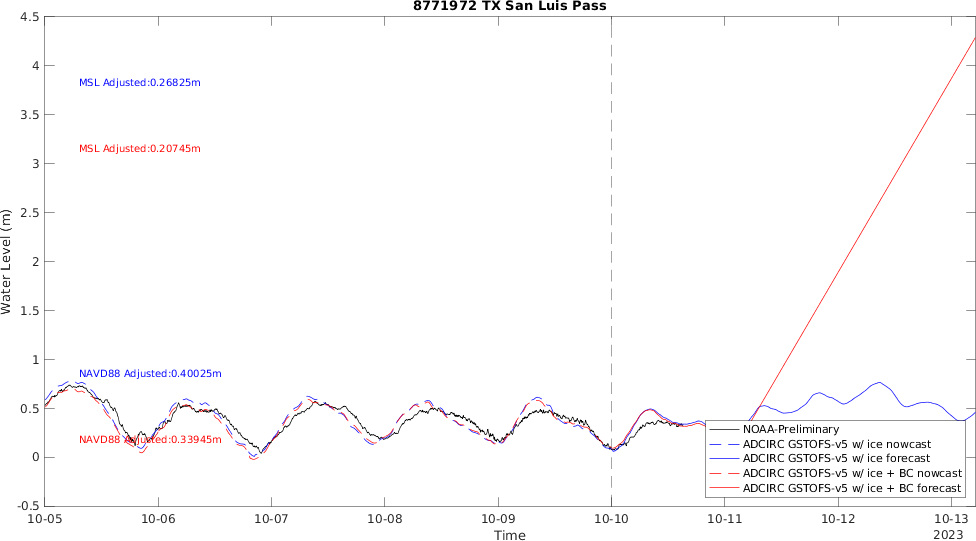 8771972 TX San Luis Pass
4.5
4
3.5
3
2.5
2
1.5
1
0.5
0
-0.5
Water Level (m)
MSL Adjusted:0.26825m
MSL Adjusted:0.20745m
NAVD88 Adjusted:0.40025m
NAVD88 Adjusted:0.33945m
NOAA-Preliminary
ADCIRC GSTOFS-v5 w/ ice nowcast
ADCIRC GSTOFS-v5 w/ ice forecast
ADCIRC GSTOFS-v5 w/ ice + BC nowcast
ADCIRC GSTOFS-v5 w/ ice + BC forecast
10-05 10-06 10-07 10-08 10-09 10-10 10-11 10-12 10-13
Time
2023